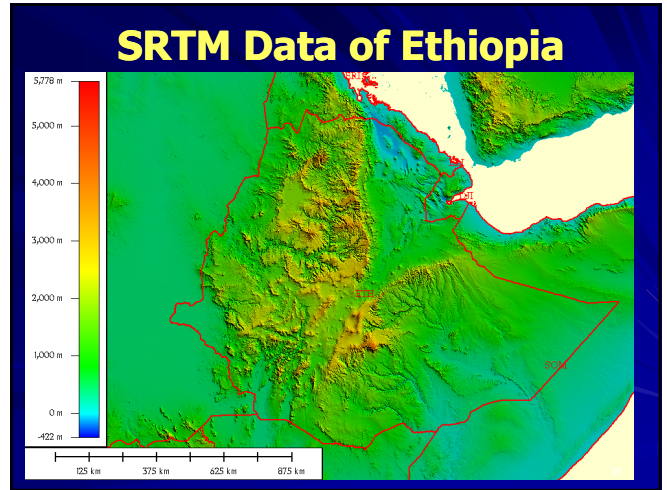 SRTM Data of Ethiopia
5,778 m
5,000 m
4,000 m
3,000 m
2,000 m
1,000 m
0 m
-422 m
ETH
SOM
125 km
375 km
625 km
875 km